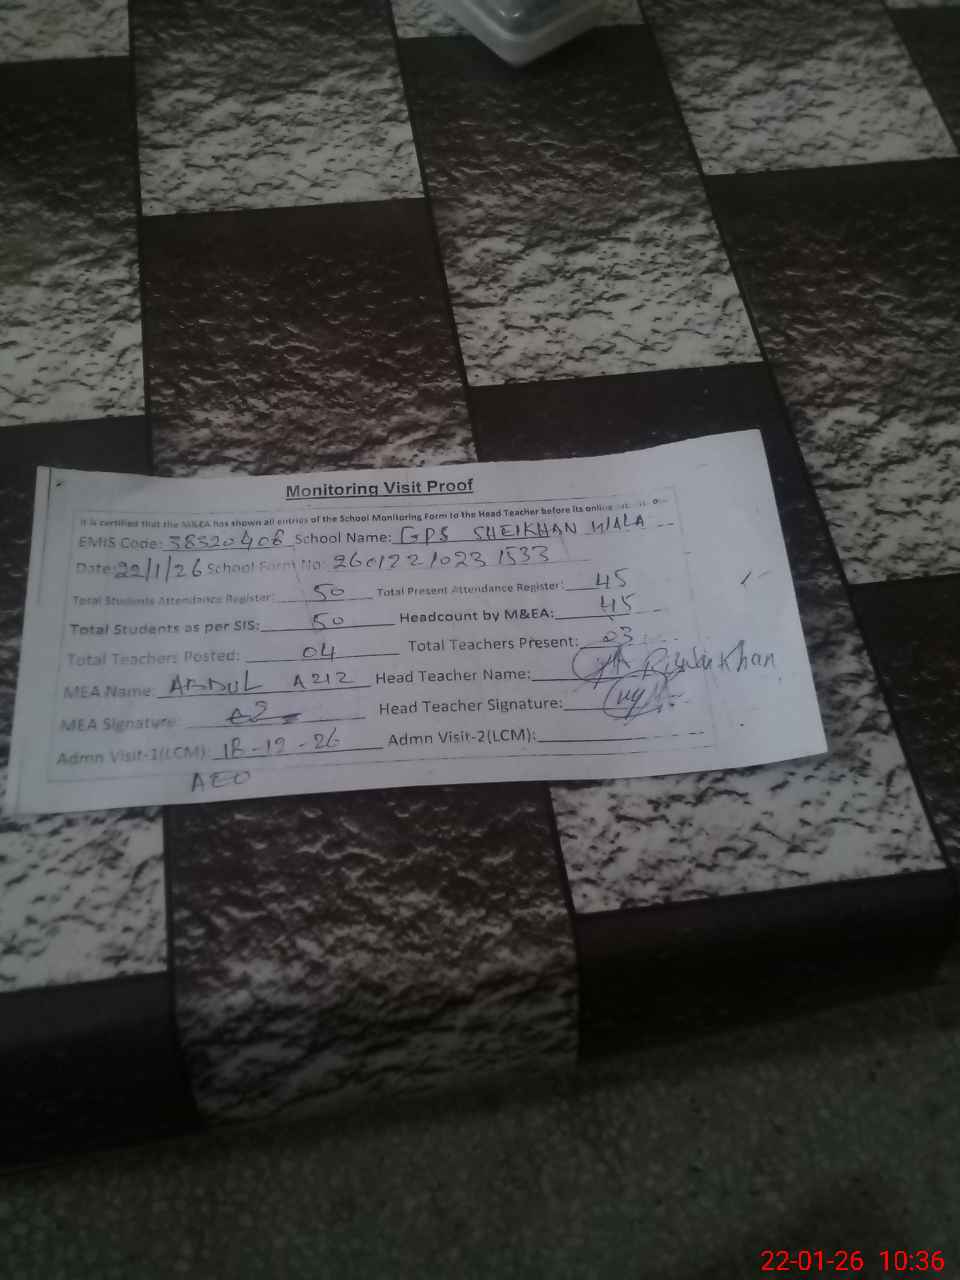 Monitoring Visit Proof
It is certified that the M&EA has shown all entries of the School Monitoring Form to the Head Teacher before its online
EMIS Code: 38320406 School Name: GPS SHEIKHAN WALA
Date: 22/1/26 School Form No: 2601221023 1533
Total Students Attendance Register: 50 Total Present Attendance Register: 45
Total Students as per SIS: 50 Headcount by M&EA: 45
Total Teachers Posted: 04 Total Teachers Present: 03
MEA Name: ABDUL AZIZ Head Teacher Name: Rizwan Khan
MEA Signature: Head Teacher Signature:
Admn Visit-1(LCM): Admn Visit-2(LCM):
AEO
22-01-26 10:36